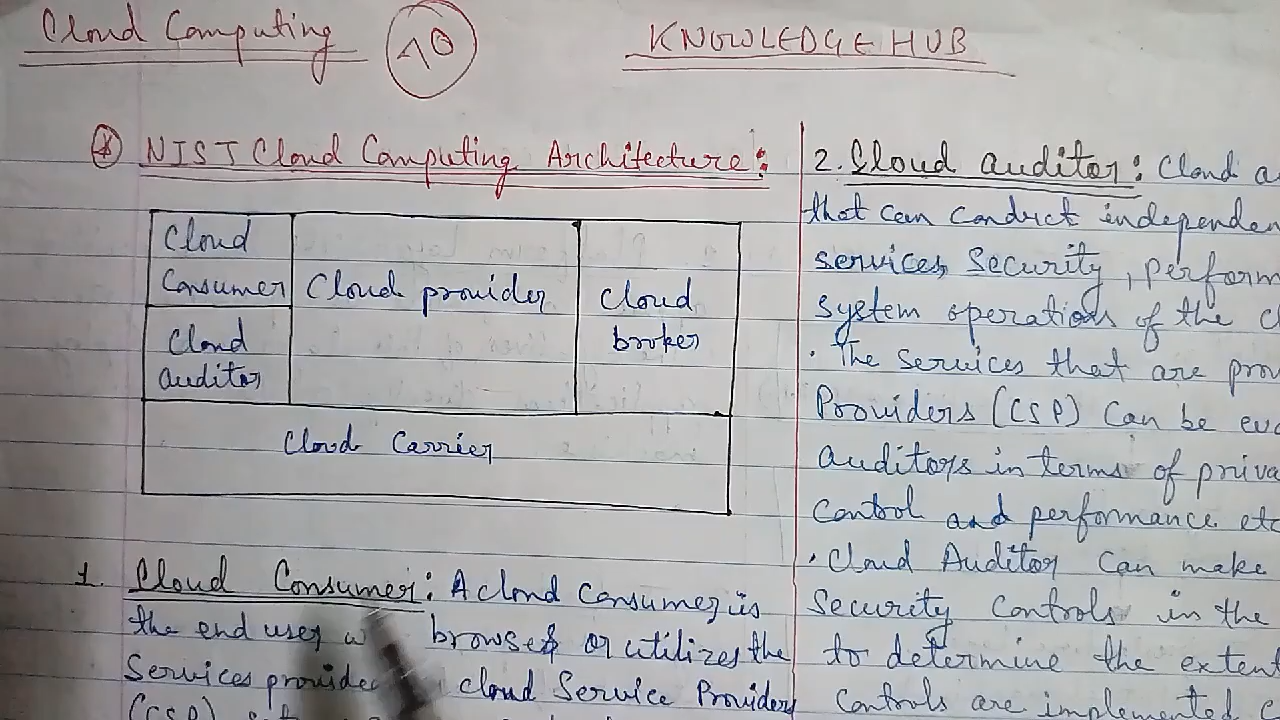 Cloud Computing 10 KNOWLEDGE HUB
NIST Cloud Computing Architecture:
Cloud
Consumer
Cloud provider
Cloud
broker
Cloud
auditor
Cloud Carrier
1. Cloud Consumer: A cloud Consumer is
the end user browses or utilizes the
Services provided cloud Service Providers
(CSP)
2. Cloud auditor: Cloud
that can conduct
services, Security, perform
system operations of the
• The services that are
Providers (CSP) Can be
auditors in terms of
Control and performance etc
• Cloud Auditor Can make
Security Controls in the
to determine the extent
Controls are implemented